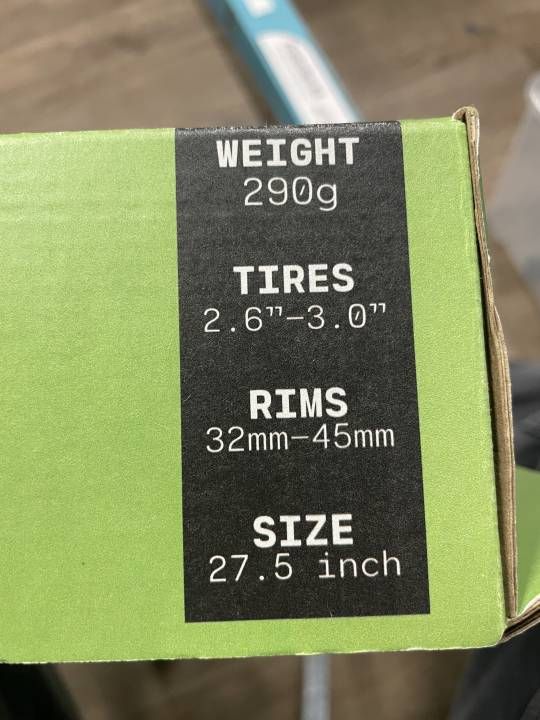 WEIGHT
290g
TIRES
2.6”–3.0”
RIMS
32mm–45mm
SIZE
27.5 inch